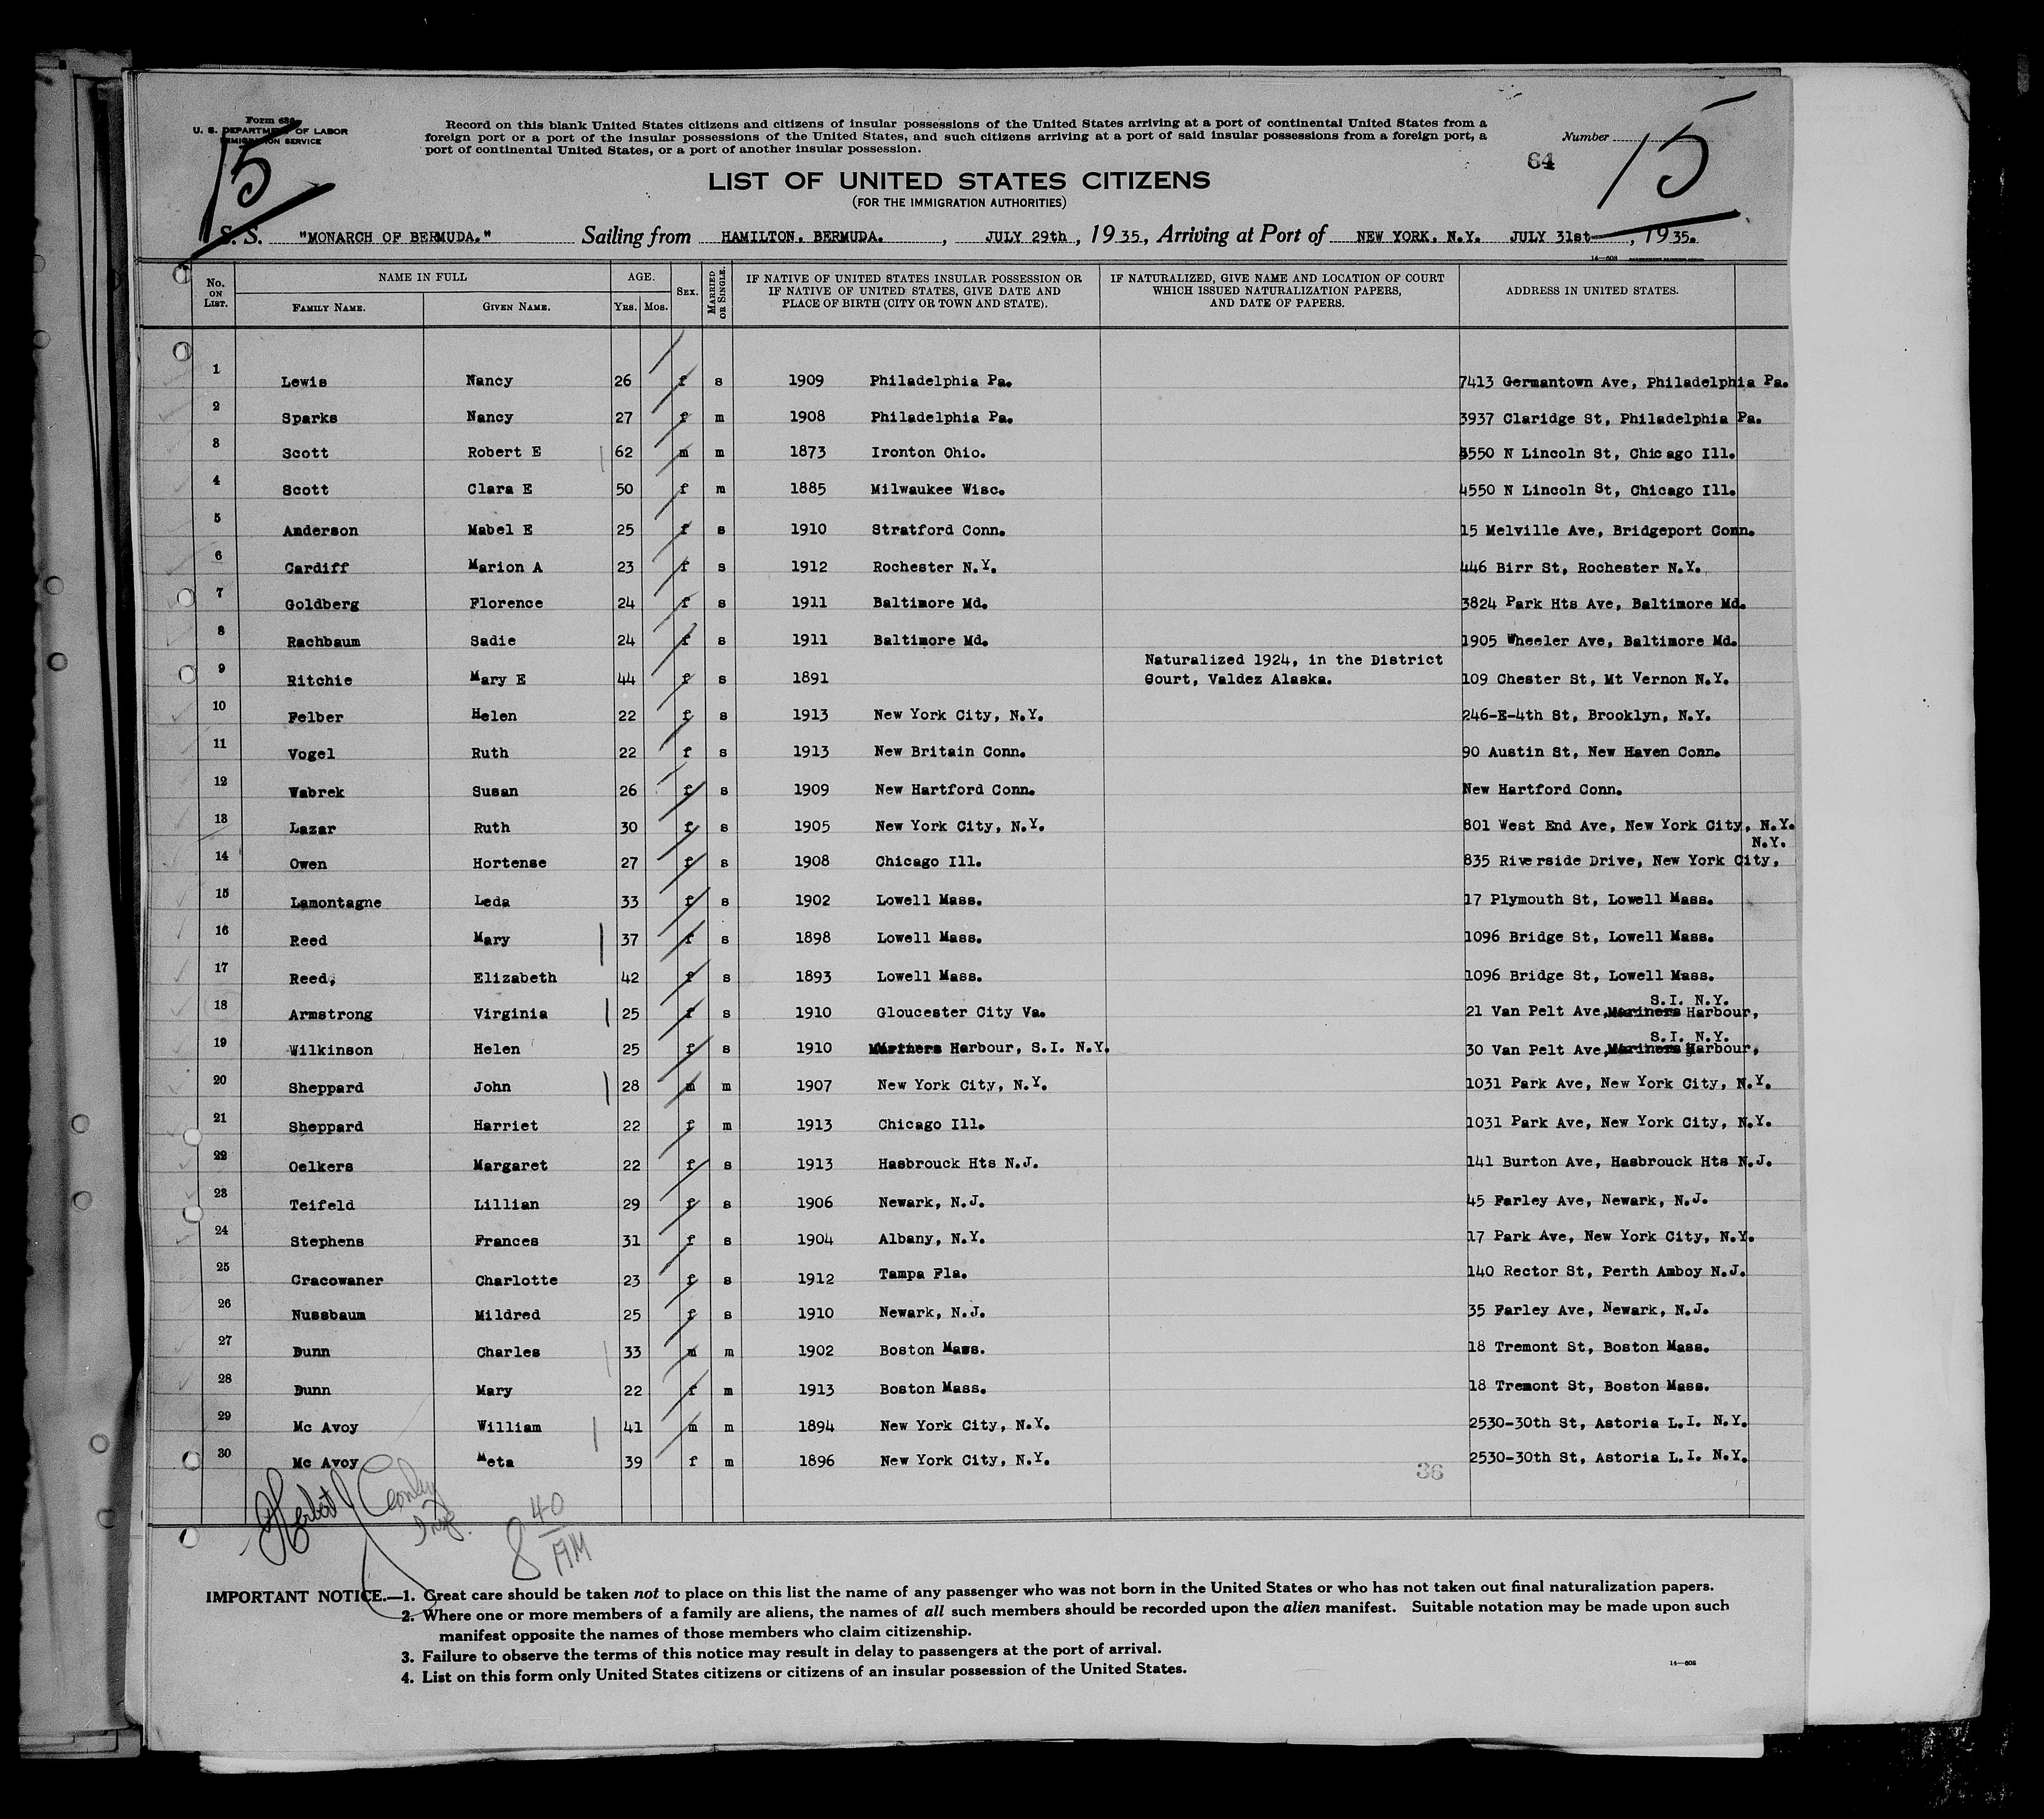 Form 630
U. S. DEPARTMENT OF LABOR
IMMIGRATION SERVICE
15
Record on this blank United States citizens and citizens of insular possessions of the United States arriving at a port of continental United States from a
foreign port or a port of the insular possessions of the United States, and such citizens arriving at a port of said insular possessions from a foreign port, a
port of continental United States, or a port of another insular possession.
Number
64
15
LIST OF UNITED STATES CITIZENS
(FOR THE IMMIGRATION AUTHORITIES)
S. S. "MONARCH OF BERMUDA." Sailing from HAMILTON. BERMUDA. , JULY 29th , 19 35., Arriving at Port of NEW YORK, N.Y. JULY 31st , 19 35.
14—608
No. ON LIST. NAME IN FULL FAMILY NAME. GIVEN NAME. AGE. YRS. MOS. SEX. MARRIED OR SINGLE. IF NATIVE OF UNITED STATES INSULAR POSSESSION OR IF NATIVE OF UNITED STATES, GIVE DATE AND PLACE OF BIRTH (CITY OR TOWN AND STATE). IF NATURALIZED, GIVE NAME AND LOCATION OF COURT WHICH ISSUED NATURALIZATION PAPERS, AND DATE OF PAPERS. ADDRESS IN UNITED STATES.
1 Lewis Nancy 26 f s 1909 Philadelphia Pa. 7413 Germantown Ave, Philadelphia Pa.
2 Sparks Nancy 27 f m 1908 Philadelphia Pa. 3937 Claridge St, Philadelphia Pa.
3 Scott Robert E 62 m m 1873 Ironton Ohio. 4550 N Lincoln St, Chicago Ill.
4 Scott Clara E 50 f m 1885 Milwaukee Wisc. 4550 N Lincoln St, Chicago Ill.
5 Anderson Mabel E 25 f s 1910 Stratford Conn. 15 Melville Ave, Bridgeport Conn.
6 Cardiff Marion A 23 f s 1912 Rochester N.Y. 446 Birr St, Rochester N.Y.
7 Goldberg Florence 24 f s 1911 Baltimore Md. 3824 Park Hts Ave, Baltimore Md.
8 Rachbaum Sadie 24 f s 1911 Baltimore Md. 1905 Wheeler Ave, Baltimore Md.
Naturalized 1924, in the District
9 Ritchie Mary E 44 f s 1891 Court, Valdez Alaska. 109 Chester St, Mt Vernon N.Y.
10 Felber Helen 22 f s 1913 New York City, N.Y. 246-E-4th St, Brooklyn, N.Y.
11 Vogel Ruth 22 f s 1913 New Britain Conn. 90 Austin St, New Haven Conn.
12 Wabrek Susan 26 f s 1909 New Hartford Conn. New Hartford Conn.
13 Lazar Ruth 30 f s 1905 New York City, N.Y. 801 West End Ave, New York City, N.Y.
N.Y.
14 Owen Hortense 27 f s 1908 Chicago Ill. 835 Riverside Drive, New York City,
15 Lamontagne Leda 33 f s 1902 Lowell Mass. 17 Plymouth St, Lowell Mass.
16 Reed Mary 37 f s 1898 Lowell Mass. 1096 Bridge St, Lowell Mass.
17 Reed, Elizabeth 42 f s 1893 Lowell Mass. 1096 Bridge St, Lowell Mass.
S.I. N.Y.
18 Armstrong Virginia 25 f s 1910 Gloucester City Va. 21 Van Pelt Ave, Mariners Harbour,
S.I. N.Y.
19 Wilkinson Helen 25 f s 1910 Mariners Harbour, S.I. N.Y. 30 Van Pelt Ave, Mariners Harbour,
20 Sheppard John 28 m m 1907 New York City, N.Y. 1031 Park Ave, New York City, N.Y.
21 Sheppard Harriet 22 f m 1913 Chicago Ill. 1031 Park Ave, New York City, N.Y.
22 Oelkers Margaret 22 f s 1913 Hasbrouck Hts N.J. 141 Burton Ave, Hasbrouck Hts N.J.
23 Teifeld Lillian 29 f s 1906 Newark, N.J. 45 Farley Ave, Newark, N.J.
24 Stephens Frances 31 f s 1904 Albany, N.Y. 17 Park Ave, New York City, N.Y.
25 Cracowaner Charlotte 23 f s 1912 Tampa Fla. 140 Rector St, Perth Amboy N.J.
26 Nussbaum Mildred 25 f s 1910 Newark, N.J. 35 Farley Ave, Newark, N.J.
27 Dunn Charles 33 m m 1902 Boston Mass. 18 Tremont St, Boston Mass.
28 Dunn Mary 22 f m 1913 Boston Mass. 18 Tremont St, Boston Mass.
29 Mc Avoy William 41 m m 1894 New York City, N.Y. 2530-30th St, Astoria L.I. N.Y.
30 Mc Avoy Meta 39 f m 1896 New York City, N.Y. 2530-30th St, Astoria L.I. N.Y.
36
Herbert J Conley
Insp.
8 40 AM
IMPORTANT NOTICE.—1. Great care should be taken not to place on this list the name of any passenger who was not born in the United States or who has not taken out final naturalization papers.
2. Where one or more members of a family are aliens, the names of all such members should be recorded upon the alien manifest. Suitable notation may be made upon such
manifest opposite the names of those members who claim citizenship.
3. Failure to observe the terms of this notice may result in delay to passengers at the port of arrival.
4. List on this form only United States citizens or citizens of an insular possession of the United States.
14—608